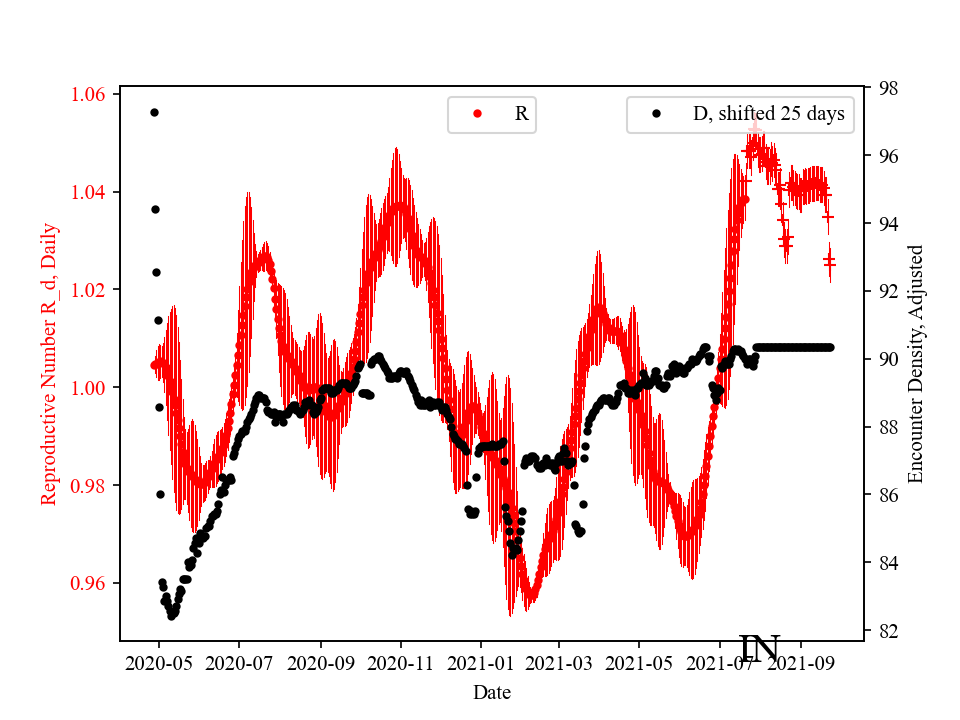 R
D, shifted 25 days
Reproductive Number R_d, Daily
1.06
1.04
1.02
1.00
0.98
0.96
98
96
94
92
90
88
86
84
82
Encounter Density, Adjusted
2020-05 2020-07 2020-09 2020-11 2021-01 2021-03 2021-05 2021-07 2021-09
IN
Date